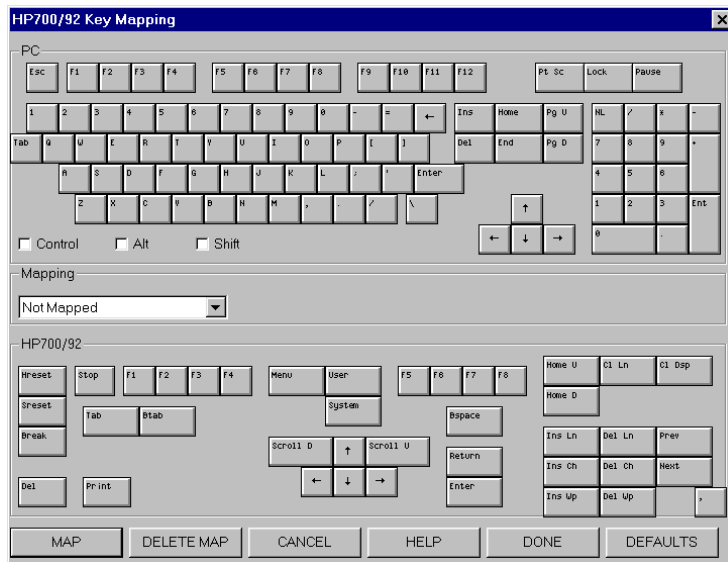 HP700/92 Key Mapping
PC
Esc F1 F2 F3 F4 F5 F6 F7 F8 F9 F10 F11 F12 Pt Sc Lock Pause
1 2 3 4 5 6 7 8 9 0 - = ← Ins Home Pg U NL / * -
Tab Q W E R T Y U I O P [ ] Del End Pg D 7 8 9 +
A S D F G H J K L ; ' Enter 4 5 6
Z X C V B N M , . / \ ↑ 1 2 3 Ent
← ↓ → 0 .
Control Alt Shift
Mapping
Not Mapped
HP700/92
Home U Cl Ln Cl Dsp
Hreset Stop F1 F2 F3 F4 Menu User F5 F6 F7 F8
Sreset System Home D
Tab Btab Bspace
Break Ins Ln Del Ln Prev
Scroll D ↑ Scroll U Return
Ins Ch Del Ch Next
Del Print ← ↓ → Enter
Ins Wp Del Wp ,
MAP DELETE MAP CANCEL HELP DONE DEFAULTS